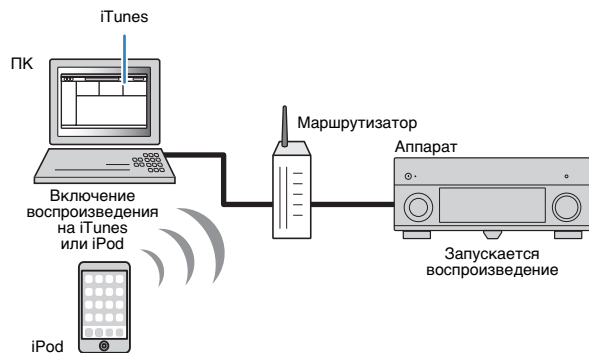 iTunes
ПК
Маршрутизатор
Аппарат
Включение
воспроизведения
на iTunes
или iPod
Запускается
воспроизведение
iPod